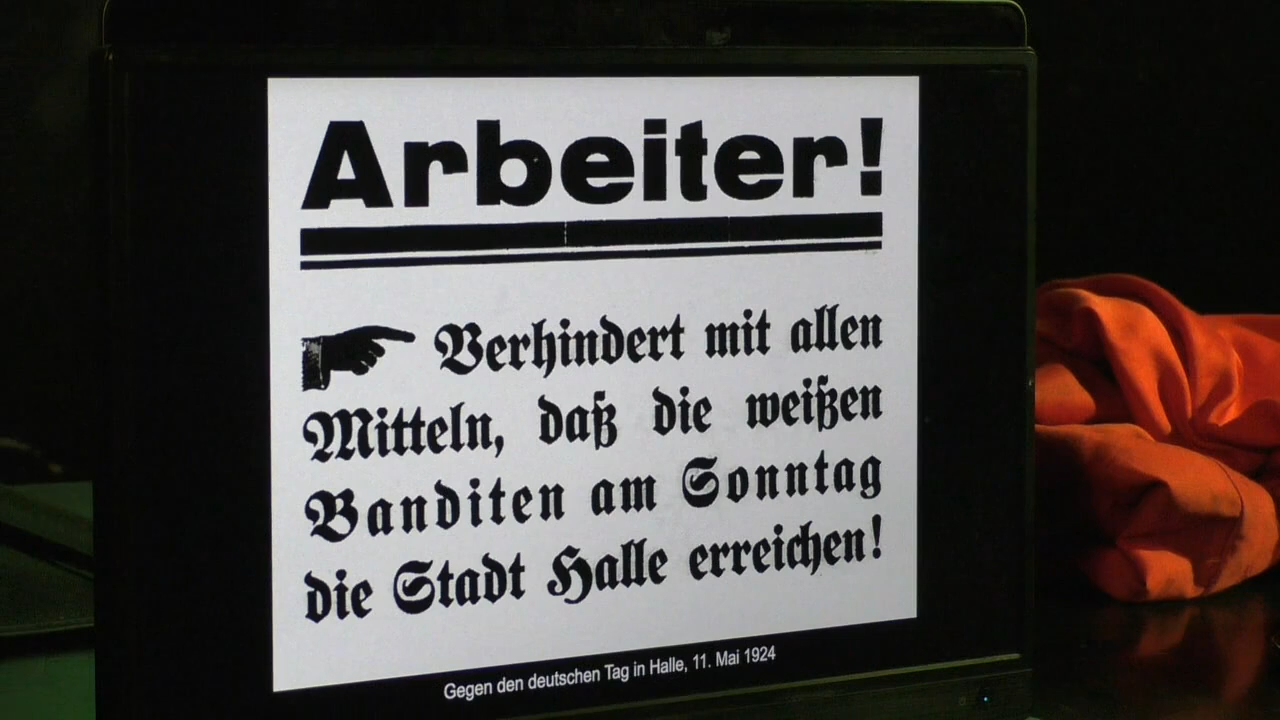 Arbeiter!
Verhindert mit allen
Mitteln, daß die weißen
Banditen am Sonntag
die Stadt Halle erreichen!
Gegen den deutschen Tag in Halle, 11. Mai 1924